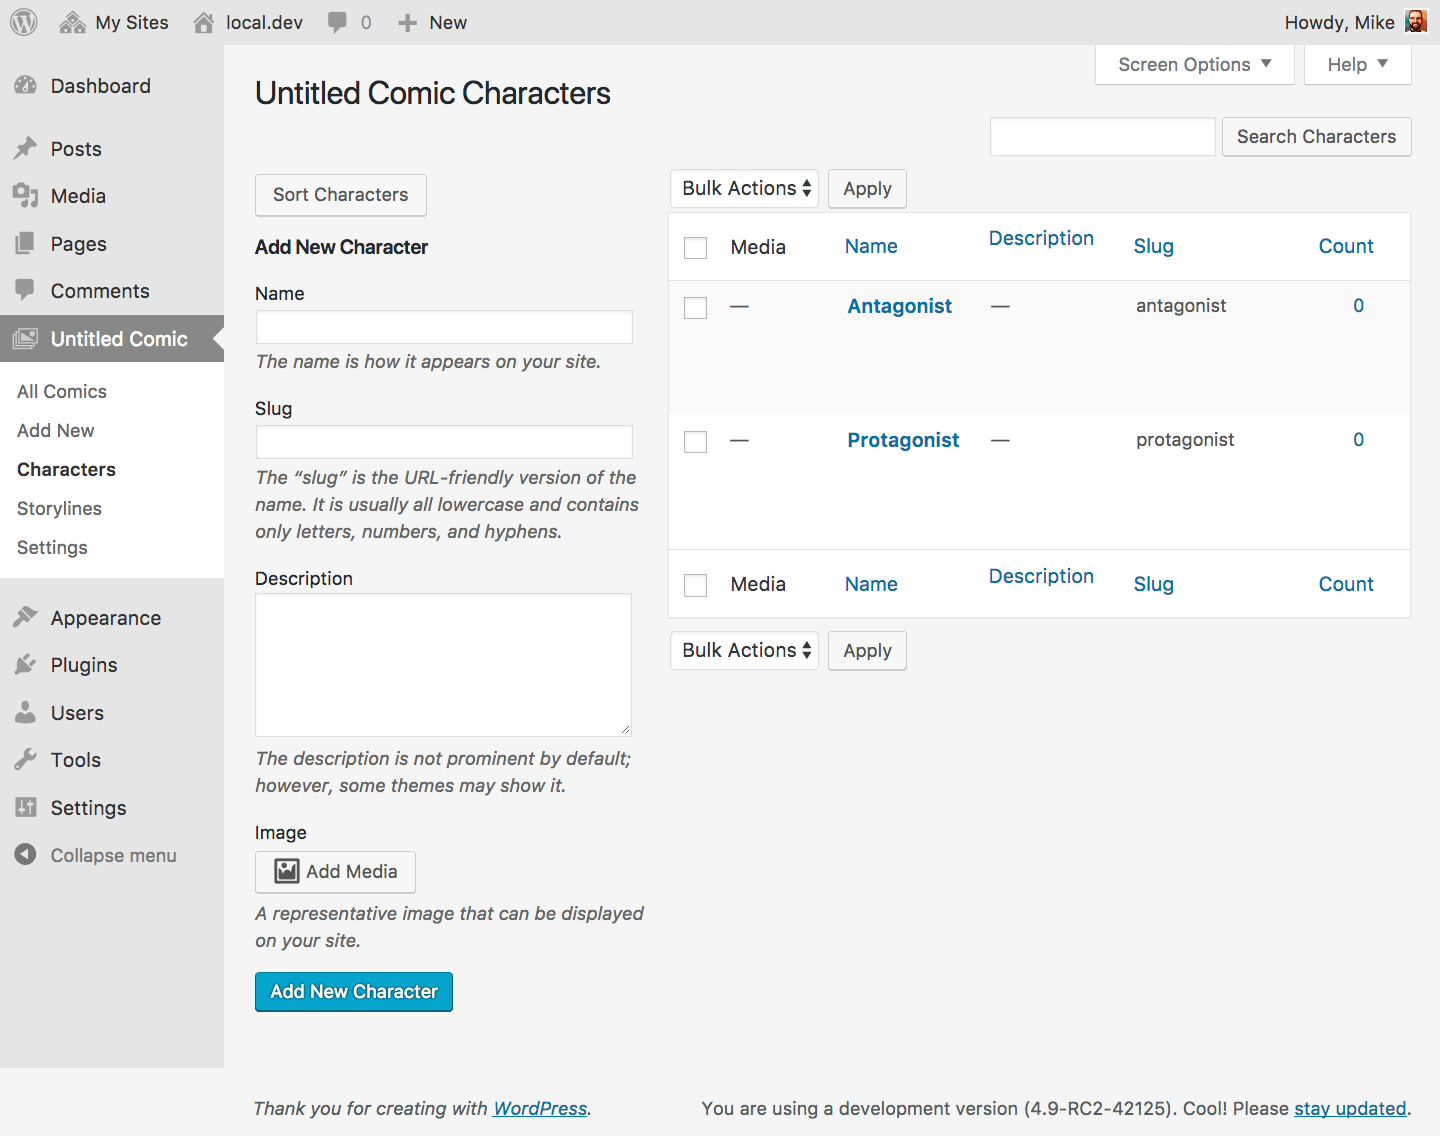 My Sites
local.dev
0
New
Howdy, Mike
Dashboard
Posts
Media
Pages
Comments
Untitled Comic
All Comics
Add New
Characters
Storylines
Settings
Appearance
Plugins
Users
Tools
Settings
Collapse menu
Screen Options
Help
Untitled Comic Characters
Search Characters
Sort Characters
Add New Character
Name
The name is how it appears on your site.
Slug
The “slug” is the URL-friendly version of the
name. It is usually all lowercase and contains
only letters, numbers, and hyphens.
Description
The description is not prominent by default;
however, some themes may show it.
Image
Add Media
A representative image that can be displayed
on your site.
Add New Character
Bulk Actions Apply
Media Name Description Slug Count
— Antagonist — antagonist 0
— Protagonist — protagonist 0
Media Name Description Slug Count
Bulk Actions Apply
Thank you for creating with WordPress.
You are using a development version (4.9-RC2-42125). Cool! Please stay updated.